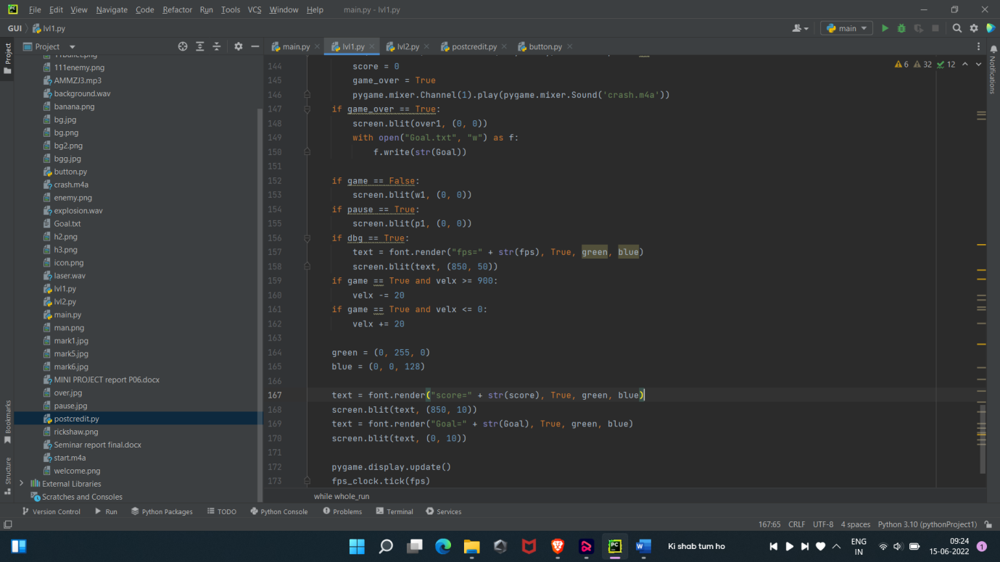 File Edit View Navigate Code Refactor Run Tools VCS Window Help main.py - lvl1.py
GUI lvl1.py main
Project
main.py lvl1.py lvl2.py postcredit.py button.py
111enemy.png
AMMZJ3.mp3
background.wav
banana.png
bg.jpg
bg.png
bg2.png
bgg.jpg
button.py
crash.m4a
enemy.png
explosion.wav
Goal.txt
h2.png
h3.png
icon.png
laser.wav
lvl1.py
lvl2.py
main.py
man.png
mark1.jpg
mark5.jpg
mark6.jpg
MINI PROJECT report P06.docx
over.jpg
pause.jpg
postcredit.py
rickshaw.png
Seminar report final.docx
start.m4a
welcome.png
External Libraries
Scratches and Consoles
Project
Bookmarks
Structure
6 32 12
144 score = 0
145 game_over = True
146 pygame.mixer.Channel(1).play(pygame.mixer.Sound('crash.m4a'))
147 if game_over == True:
148 screen.blit(over1, (0, 0))
149 with open("Goal.txt", "w") as f:
150 f.write(str(Goal))
151
152 if game == False:
153 screen.blit(w1, (0, 0))
154 if pause == True:
155 screen.blit(p1, (0, 0))
156 if dbg == True:
157 text = font.render("fps=" + str(fps), True, green, blue)
158 screen.blit(text, (850, 50))
159 if game == True and velx >= 900:
160 velx -= 20
161 if game == True and velx <= 0:
162 velx += 20
163
164 green = (0, 255, 0)
165 blue = (0, 0, 128)
166
167 text = font.render("score=" + str(score), True, green, blue)
168 screen.blit(text, (850, 10))
169 text = font.render("Goal=" + str(Goal), True, green, blue)
170 screen.blit(text, (0, 10))
171
172 pygame.display.update()
173 fps_clock.tick(fps)
while whole_run
Notifications
Version Control Run Python Packages TODO Python Console Problems Terminal Services
167:65 CRLF UTF-8 4 spaces Python 3.10 (pythonProject1)
Ki shab tum ho
ENG
IN
09:24
15-06-2022
1